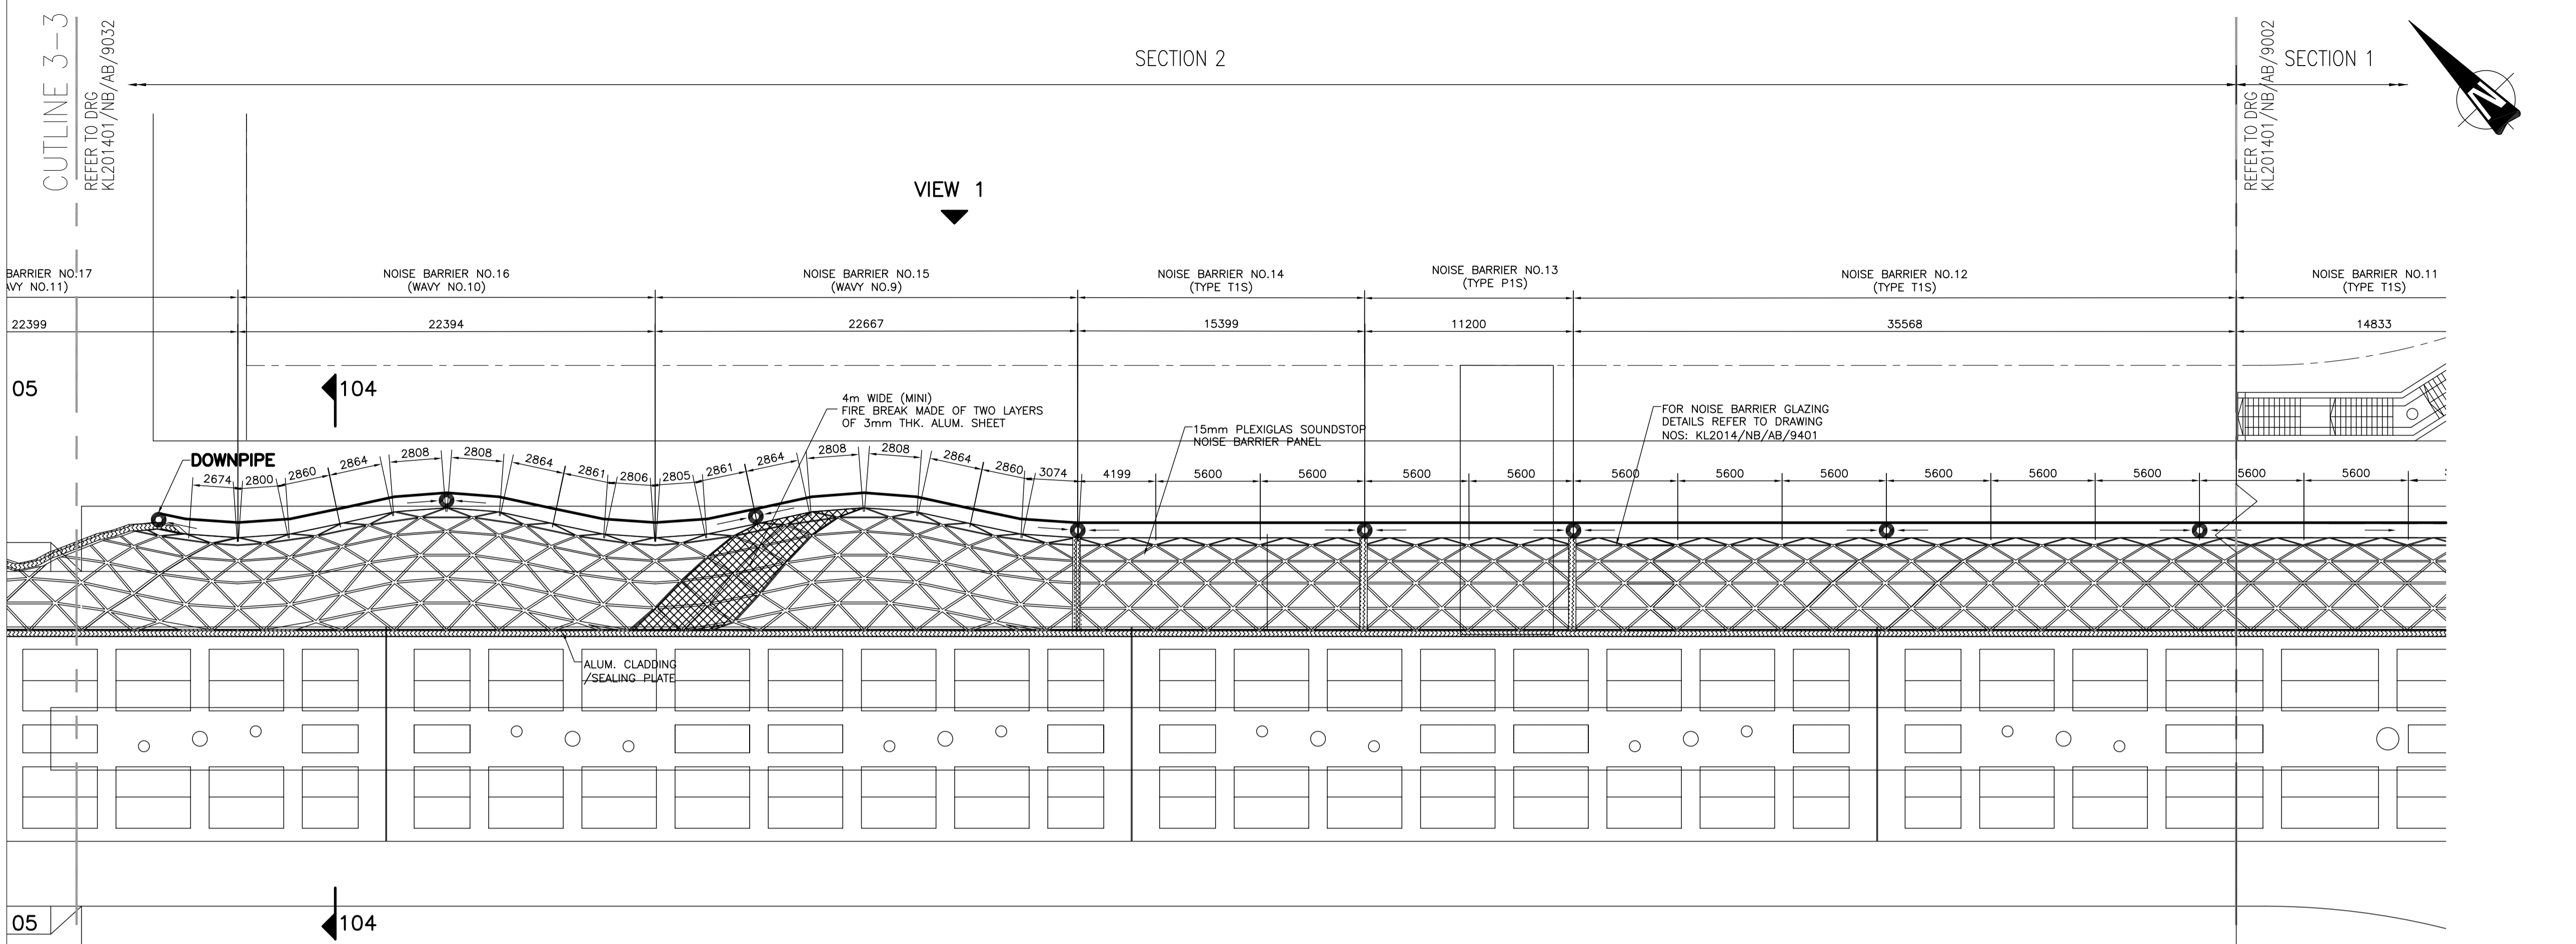 CUTLINE 3-3
REFER TO DRG
KL201401/NB/AB/9032
SECTION 2
REFER TO DRG
KL201401/NB/AB/9002
SECTION 1
N
VIEW 1
BARRIER NO.17
AVY NO.11)
NOISE BARRIER NO.16
(WAVY NO.10)
NOISE BARRIER NO.15
(WAVY NO.9)
NOISE BARRIER NO.14
(TYPE T1S)
NOISE BARRIER NO.13
(TYPE P1S)
NOISE BARRIER NO.12
(TYPE T1S)
NOISE BARRIER NO.11
(TYPE T1S)
22399
22394
22667
15399
11200
35568
14833
05
104
4m WIDE (MINI)
FIRE BREAK MADE OF TWO LAYERS
OF 3mm THK. ALUM. SHEET
15mm PLEXIGLAS SOUNDSTOP
NOISE BARRIER PANEL
FOR NOISE BARRIER GLAZING
DETAILS REFER TO DRAWING
NOS: KL2014/NB/AB/9401
DOWNPIPE
2674
2800
2860
2864
2808
2808
2864
2861
2806
2805
2861
2864
2808
2808
2864
2860
3074
4199
5600
5600
5600
5600
5600
5600
5600
5600
5600
5600
5600
5600
ALUM. CLADDING
/SEALING PLATE
05
104